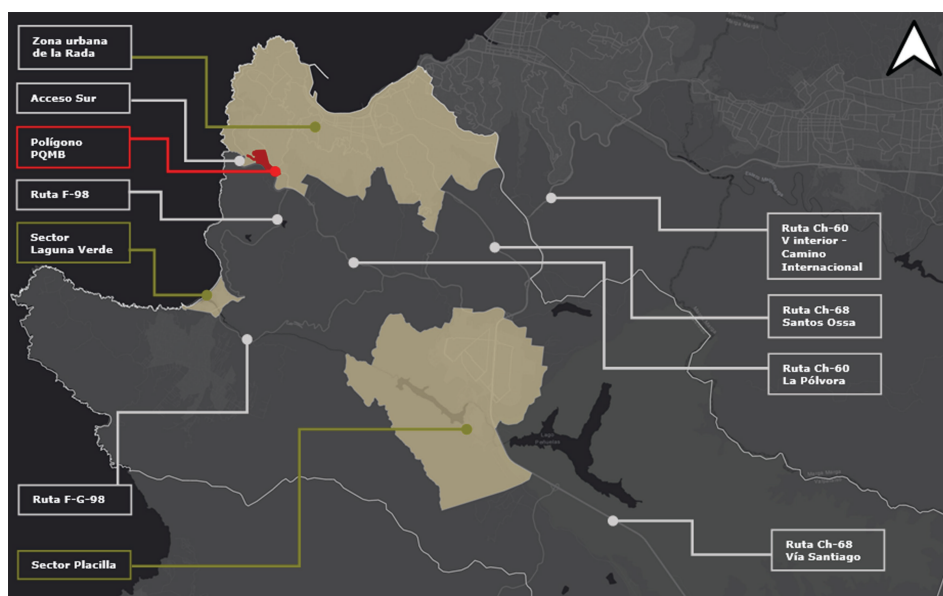 Zona urbana
de la Rada
Acceso Sur
Polígono
PQMB
Ruta F-98
Sector
Laguna Verde
Ruta F-G-98
Sector Placilla
Ruta Ch-60
V interior -
Camino
Internacional
Ruta Ch-68
Santos Ossa
Ruta Ch-60
La Pólvora
Ruta Ch-68
Vía Santiago
Lago
Peñuelas